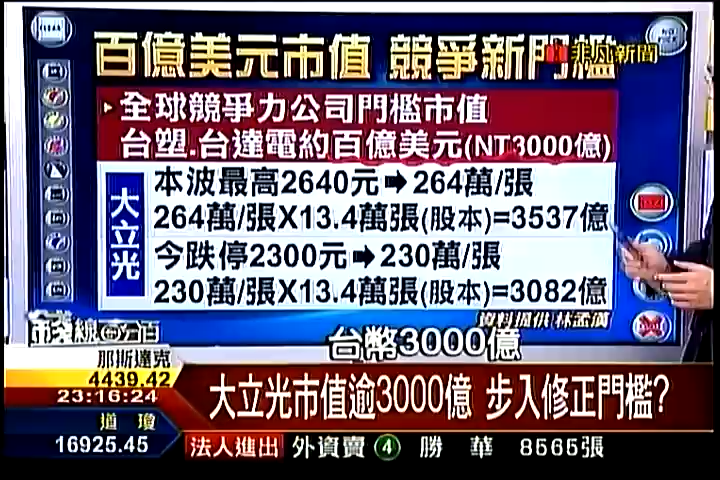 百億美元市值 競爭新門檻
非凡新聞
全球競爭力公司門檻市值
台塑.台達電約百億美元(NT3000億)
大立光
本波最高2640元➡264萬/張
264萬/張X13.4萬張(股本)=3537億
今跌停2300元➡230萬/張
230萬/張X13.4萬張(股本)=3082億
資料提供 林孟漢
台幣3000億
那斯達克
4439.42
23:16:24
大立光市值逾3000億 步入修正門檻?
道瓊
16925.45
法人進出 外資賣 4 勝華 8565張